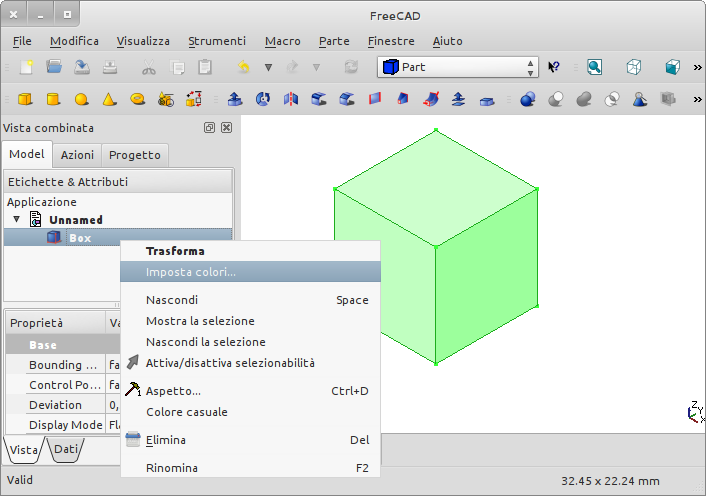 FreeCAD
File Modifica Visualizza Strumenti Macro Parte Finestre Aiuto
Part
Vista combinata
Model Azioni Progetto
Etichette & Attributi
Applicazione
Unnamed
Box
Trasforma
Imposta colori...
Nascondi Space
Mostra la selezione
Nascondi la selezione
Attiva/disattiva selezionabilità
Aspetto... Ctrl+D
Colore casuale
Elimina Del
Rinomina F2
Proprietà Va
Base
Bounding ... fa
Control Po... fa
Deviation 0,
Display Mode Fl
Vista Dati
Z
Y
X
Valid 32.45 x 22.24 mm